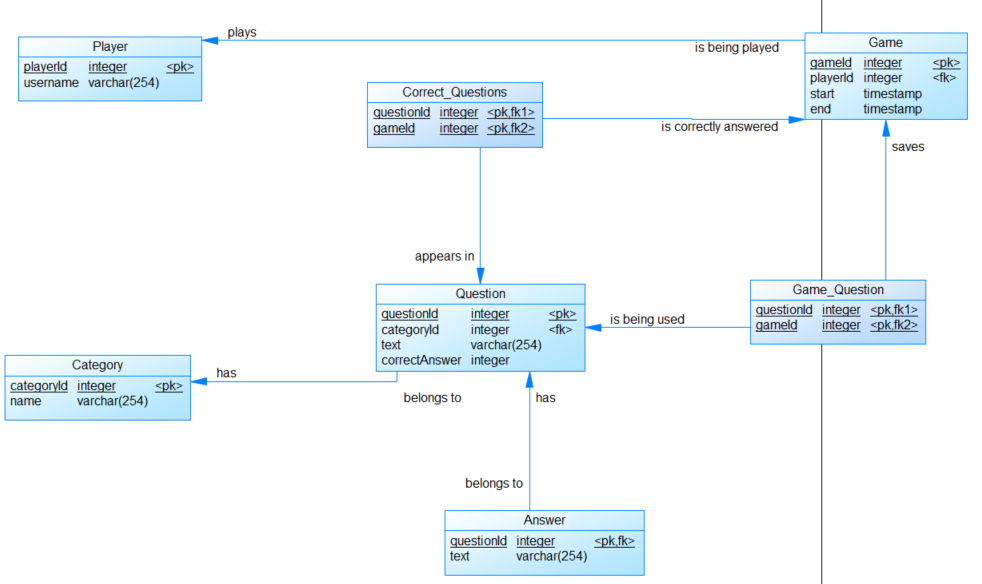 plays
is being played
Player
playerId integer <pk>
username varchar(254)
Game
gameId integer <pk>
playerId integer <fk>
start timestamp
end timestamp
Correct_Questions
questionId integer <pk,fk1>
gameId integer <pk,fk2>
is correctly answered
saves
appears in
Question
questionId integer <pk>
categoryId integer <fk>
text varchar(254)
correctAnswer integer
is being used
Game_Question
questionId integer <pk,fk1>
gameId integer <pk,fk2>
Category
categoryId integer <pk>
name varchar(254)
has
belongs to
has
belongs to
Answer
questionId integer <pk,fk>
text varchar(254)